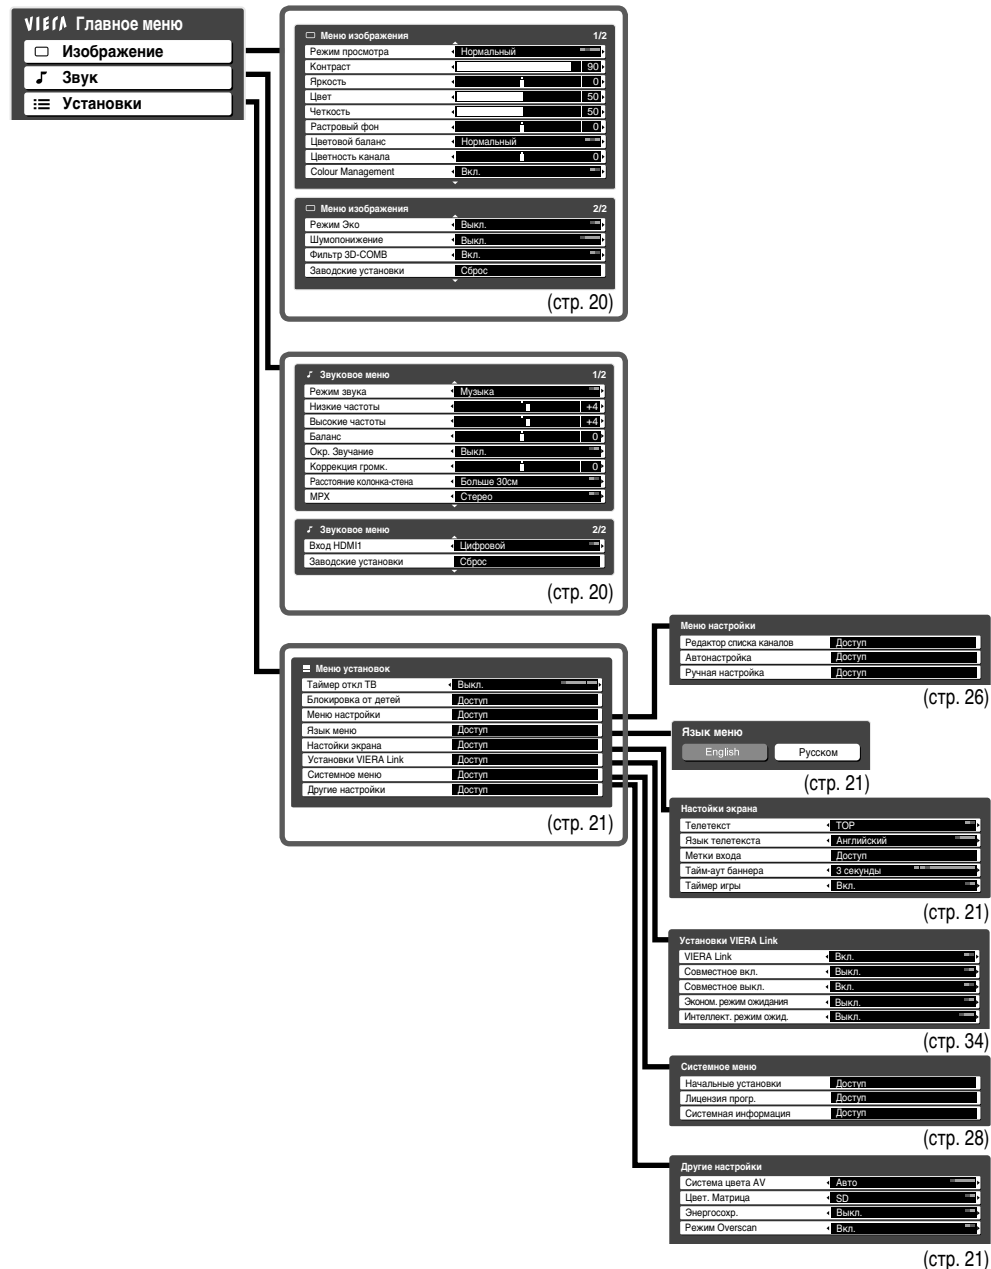 VIERA Главное меню
Изображение
Звук
Установки
Меню изображения 1/2
Режим просмотра Нормальный
Контраст 90
Яркость 0
Цвет 50
Четкость 50
Растровый фон 0
Цветовой баланс Нормальный
Цветность канала 0
Colour Management Вкл.
Меню изображения 2/2
Режим Эко Выкл.
Шумопонижение Выкл.
Фильтр 3D-COMB Вкл.
Заводские установки Сброс
(стр. 20)
Звуковое меню 1/2
Режим звука Музыка
Низкие частоты +4
Высокие частоты +4
Баланс 0
Окр. Звучание Выкл.
Коррекция громк. 0
Расстояние колонка-стена Больше 30см
MPX Стерео
Звуковое меню 2/2
Вход HDMI1 Цифровой
Заводские установки Сброс
(стр. 20)
Меню установок
Таймер откл ТВ Выкл.
Блокировка от детей Доступ
Меню настройки Доступ
Язык меню Доступ
Настойки экрана Доступ
Установки VIERA Link Доступ
Системное меню Доступ
Другие настройки Доступ
(стр. 21)
Меню настройки
Редактор списка каналов Доступ
Автонастройка Доступ
Ручная настройка Доступ
(стр. 26)
Язык меню
English Русском
(стр. 21)
Настойки экрана
Телетекст TOP
Язык телетекста Английский
Метки входа Доступ
Тайм-аут баннера 3 секунды
Таймер игры Вкл.
(стр. 21)
Установки VIERA Link
VIERA Link Вкл.
Совместное вкл. Выкл.
Совместное выкл. Вкл.
Эконом. режим ожидания Выкл.
Интеллект. режим ожид. Выкл.
(стр. 34)
Системное меню
Начальные установки Доступ
Лицензия прогр. Доступ
Системная информация Доступ
(стр. 28)
Другие настройки
Система цвета AV Авто
Цвет. Матрица SD
Энергосохр. Выкл.
Режим Overscan Вкл.
(стр. 21)